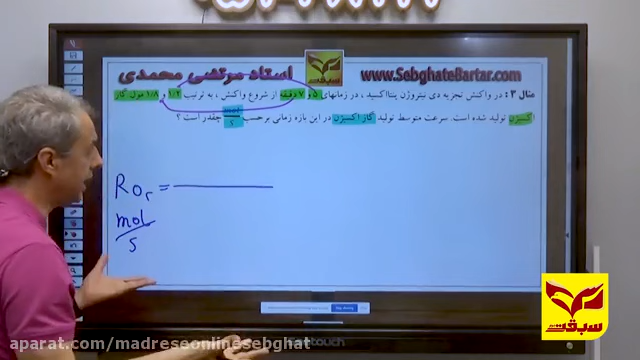 استاد مرتضی محمدی
www.SebghateBartar.com
مثال ۳ : در واکنش تجزیه دی نیتروژن پنتااکسید ، در زمانهای ۵ و ۷ دقیقه از شروع واکنش ، به ترتیب ۱/۲ و ۱/۸ مول گاز
اکسیژن تولید شده است. سرعت متوسط تولید گاز اکسیژن در این بازه زمانی برحسب mol/s چقدر است ؟
RO₂ =
mol
s
سبقت
aparat.com/madreseonlinesebghat
touch